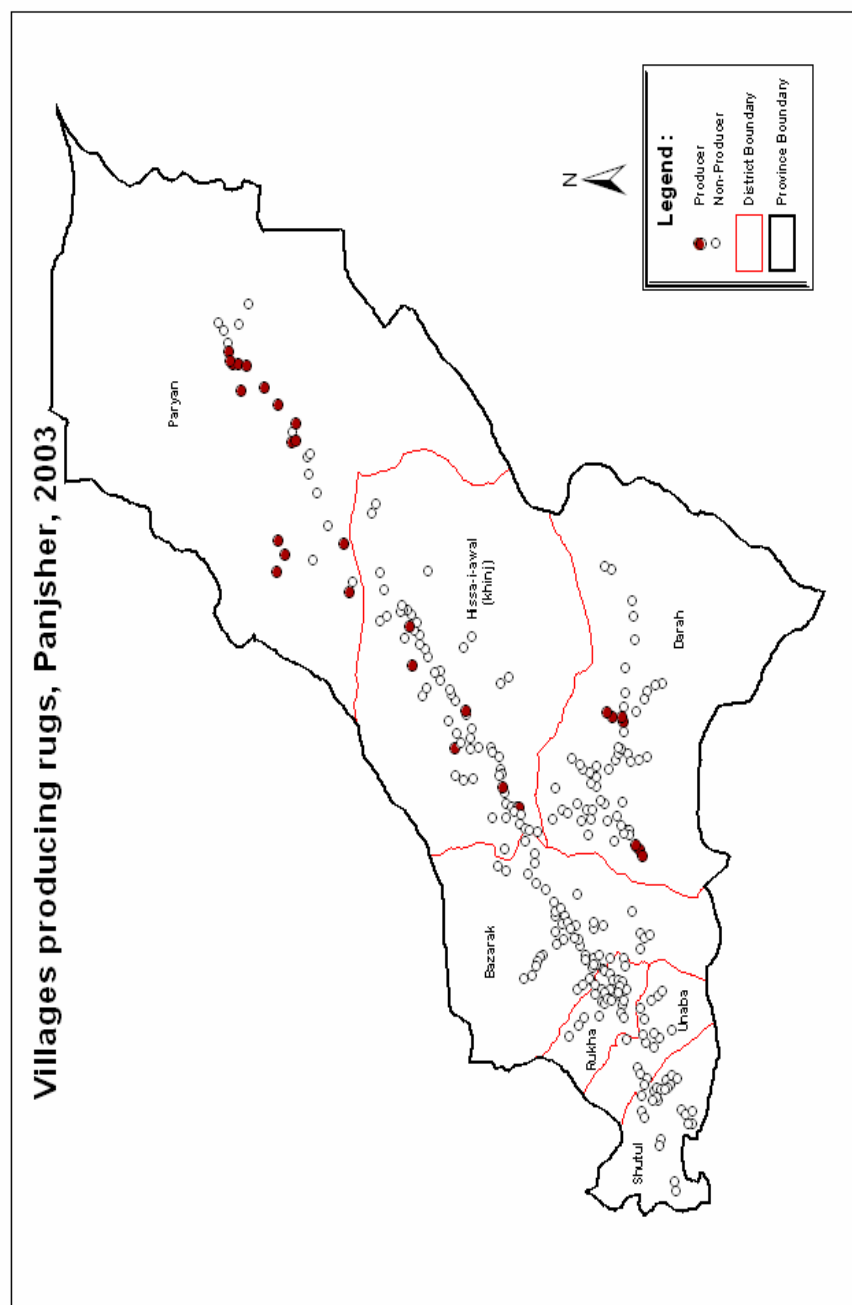 Villages producing rugs, Panjsher, 2003
Paryan
Hissa-i-awal
(khinj)
Darah
Bazarak
Rukha
Unaba
Shutul
N
Legend :
Producer
Non-Producer
District Boundary
Province Boundary